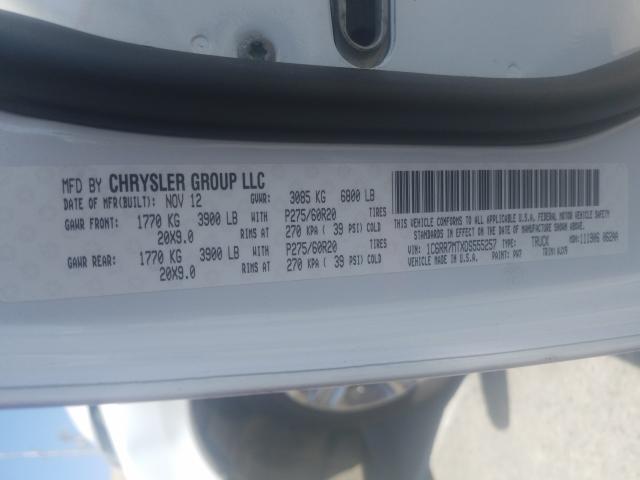 MFD BY CHRYSLER GROUP LLC
DATE OF MFR(BUILT): NOV 12 GVWR: 3085 KG 6800 LB
GAWR FRONT: 1770 KG 3900 LB WITH P275/60R20 TIRES
20X9.0 RIMS AT 270 KPA ( 39 PSI) COLD
GAWR REAR: 1770 KG 3900 LB WITH P275/60R20 TIRES
20X9.0 RIMS AT 270 KPA ( 39 PSI) COLD
THIS VEHICLE CONFORMS TO ALL APPLICABLE U.S.A. FEDERAL MOTOR VEHICLE SAFETY
STANDARDS IN EFFECT ON THE DATE OF MANUFACTURE SHOWN ABOVE.
VIN: 1C6RR7MTXDS555257 TYPE: TRUCK MDH:
VEHICLE MADE IN U.S.A. PAINT: PW7 TRIM: